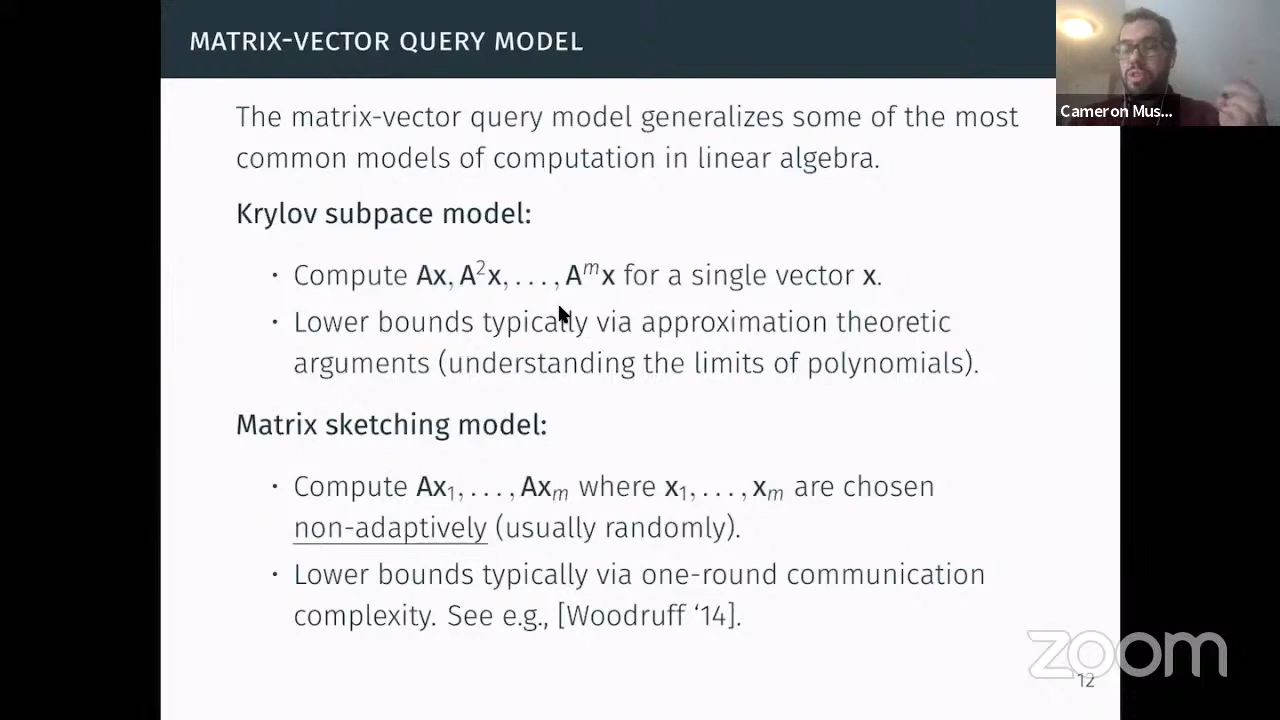 MATRIX-VECTOR QUERY MODEL
Cameron Mus...
The matrix-vector query model generalizes some of the most
common models of computation in linear algebra.
Krylov subpace model:
· Compute Ax, A²x, . . . , Aᵐx for a single vector x.
· Lower bounds typically via approximation theoretic
arguments (understanding the limits of polynomials).
Matrix sketching model:
· Compute Ax₁, . . . , Axₘ where x₁, . . . , xₘ are chosen
non-adaptively (usually randomly).
· Lower bounds typically via one-round communication
complexity. See e.g., [Woodruff ‘14].
zoom
12